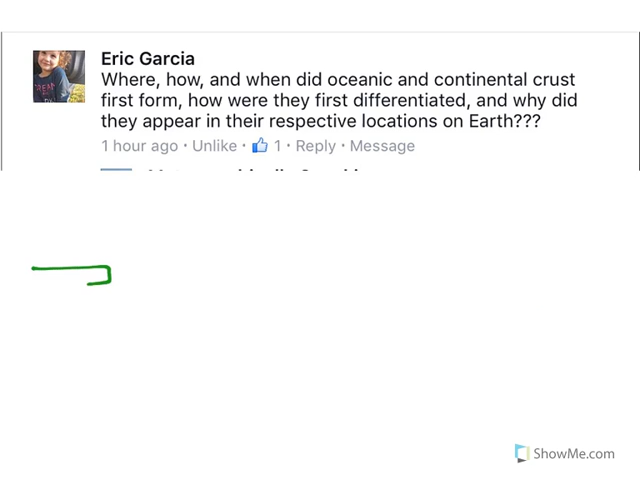 Eric Garcia
Where, how, and when did oceanic and continental crust
first form, how were they first differentiated, and why did
they appear in their respective locations on Earth???
1 hour ago · Unlike · 1 · Reply · Message
ShowMe.com